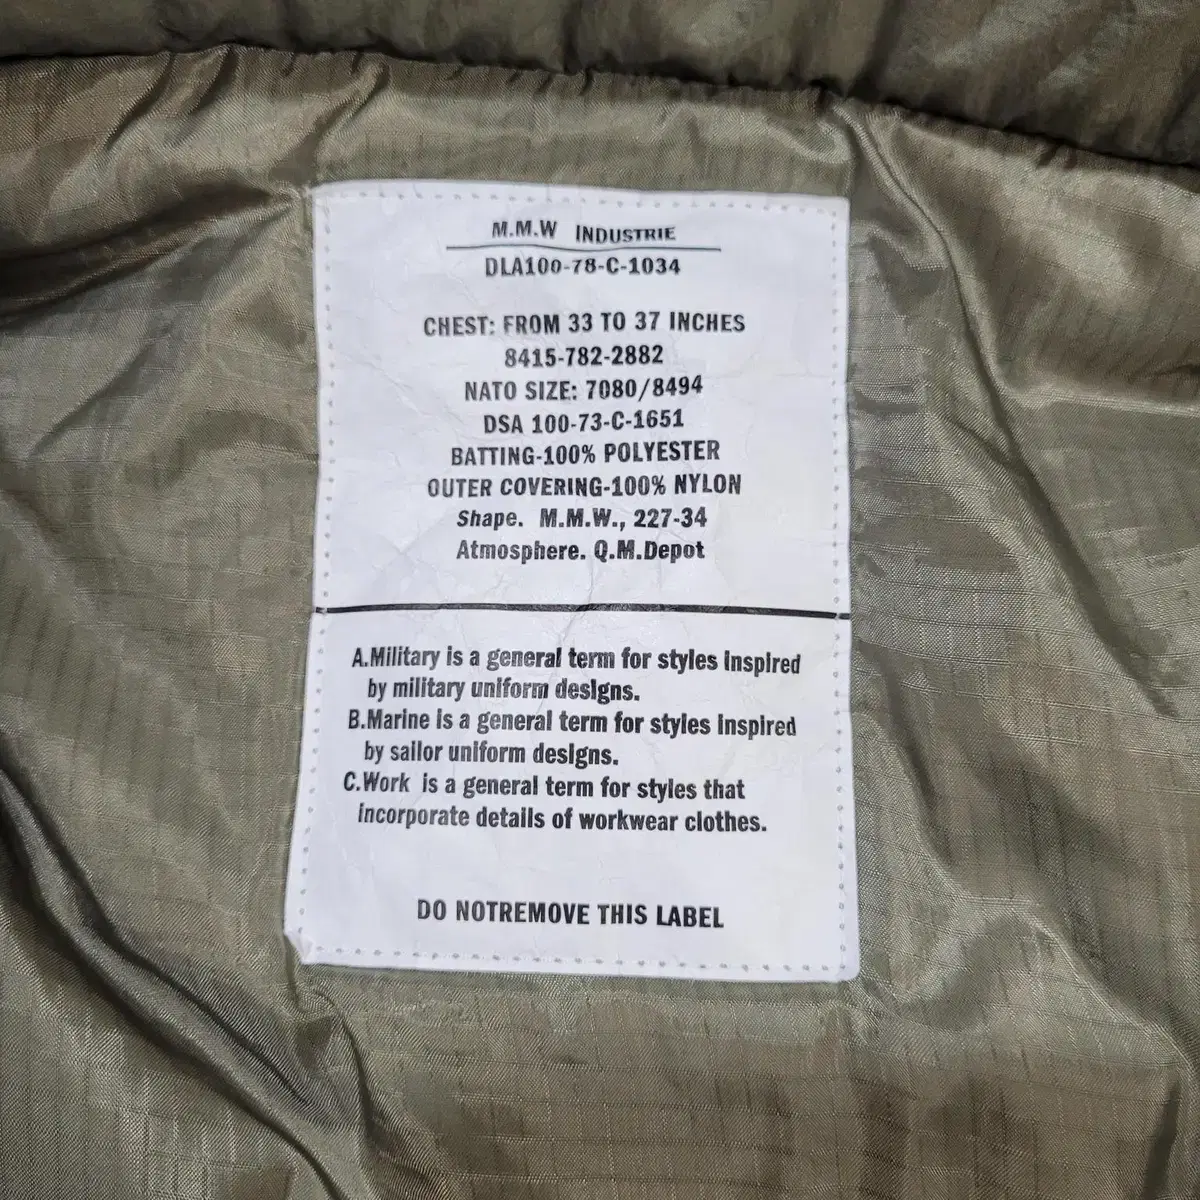 M.M.W INDUSTRIE
DLA100-78-C-1034
CHEST: FROM 33 TO 37 INCHES
8415-782-2882
NATO SIZE: 7080/8494
DSA 100-73-C-1651
BATTING-100% POLYESTER
OUTER COVERING-100% NYLON
Shape. M.M.W., 227-34
Atmosphere. Q.M.Depot
A.Military is a general term for styles inspired
by military uniform designs.
B.Marine is a general term for styles inspired
by sailor uniform designs.
C.Work is a general term for styles that
incorporate details of workwear clothes.
DO NOTREMOVE THIS LABEL